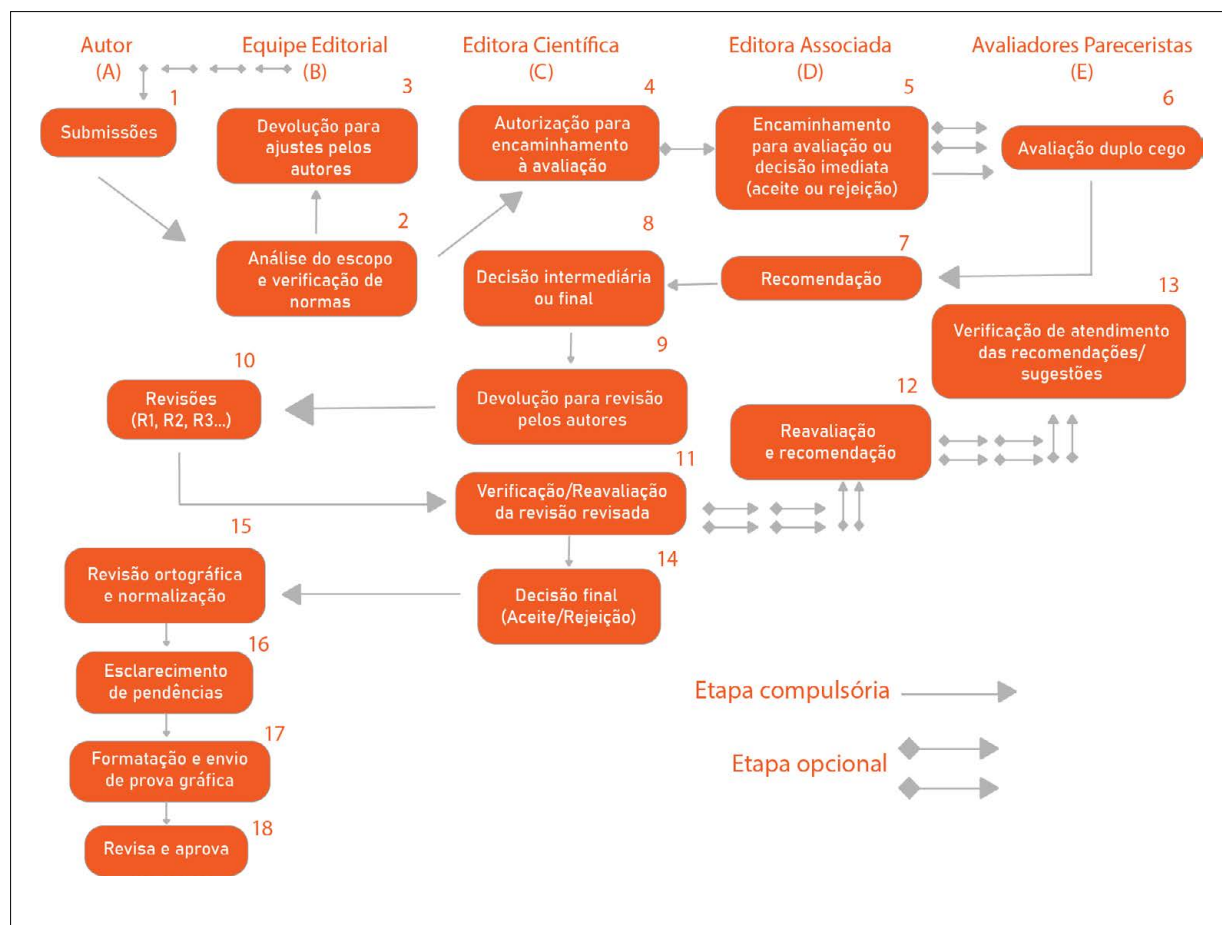 Autor
(A)
Equipe Editorial
(B)
Editora Científica
(C)
Editora Associada
(D)
Avaliadores Pareceristas
(E)
1
Submissões
3
Devolução para
ajustes pelos
autores
4
Autorização para
encaminhamento
à avaliação
5
Encaminhamento
para avaliação ou
decisão imediata
(aceite ou rejeição)
6
Avaliação duplo cego
2
Análise do escopo
e verificação de
normas
8
Decisão intermediária
ou final
7
Recomendação
13
Verificação de atendimento
das recomendações/
sugestões
9
Devolução para revisão
pelos autores
10
Revisões
(R1, R2, R3...)
12
Reavaliação
e recomendação
11
Verificação/Reavaliação
da revisão revisada
14
Decisão final
(Aceite/Rejeição)
15
Revisão ortográfica
e normalização
16
Esclarecimento
de pendências
17
Formatação e envio
de prova gráfica
18
Revisa e aprova
Etapa compulsória
Etapa opcional